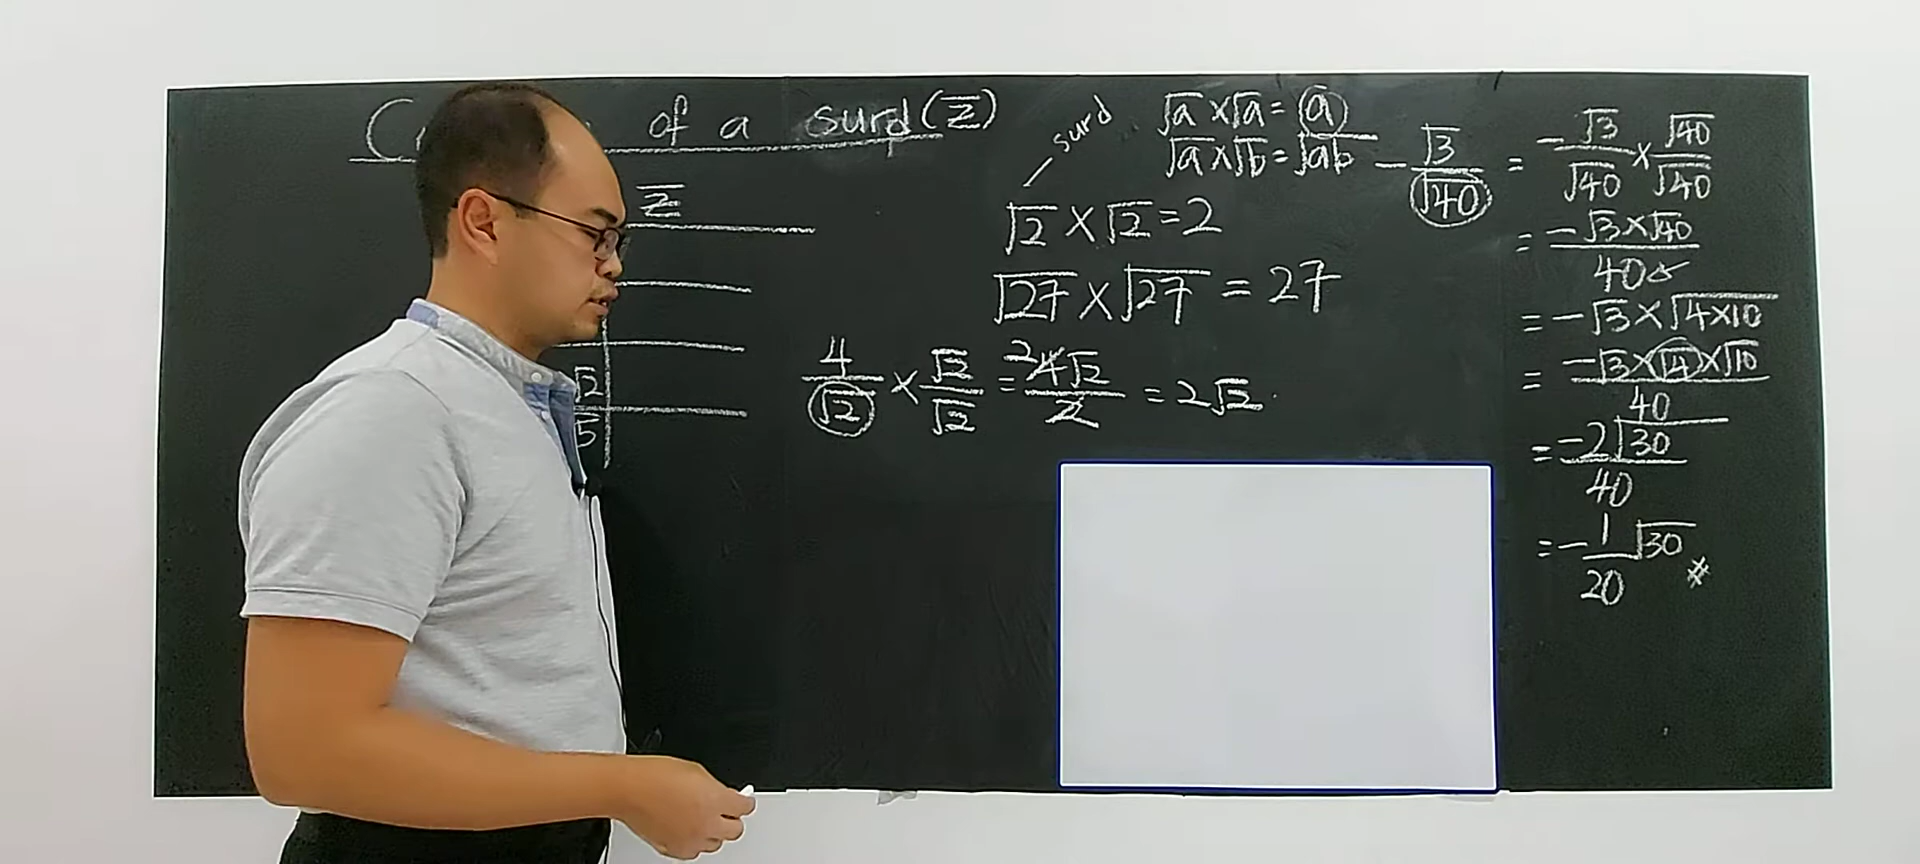 of a surd (z̅)
z̅
√2
5
surd
√a × √a = a
√a × √b = √ab
√2 × √2 = 2
√27 × √27 = 27
4/√2 × √2/√2 = 2 4√2/2 = 2√2
-√3/√40 = -√3/√40 × √40/√40
= -√3 × √40/40
= -√3 × √4×10
= -√3 × √4 × √10/40
= -2√30/40
= -1/20 √30 #